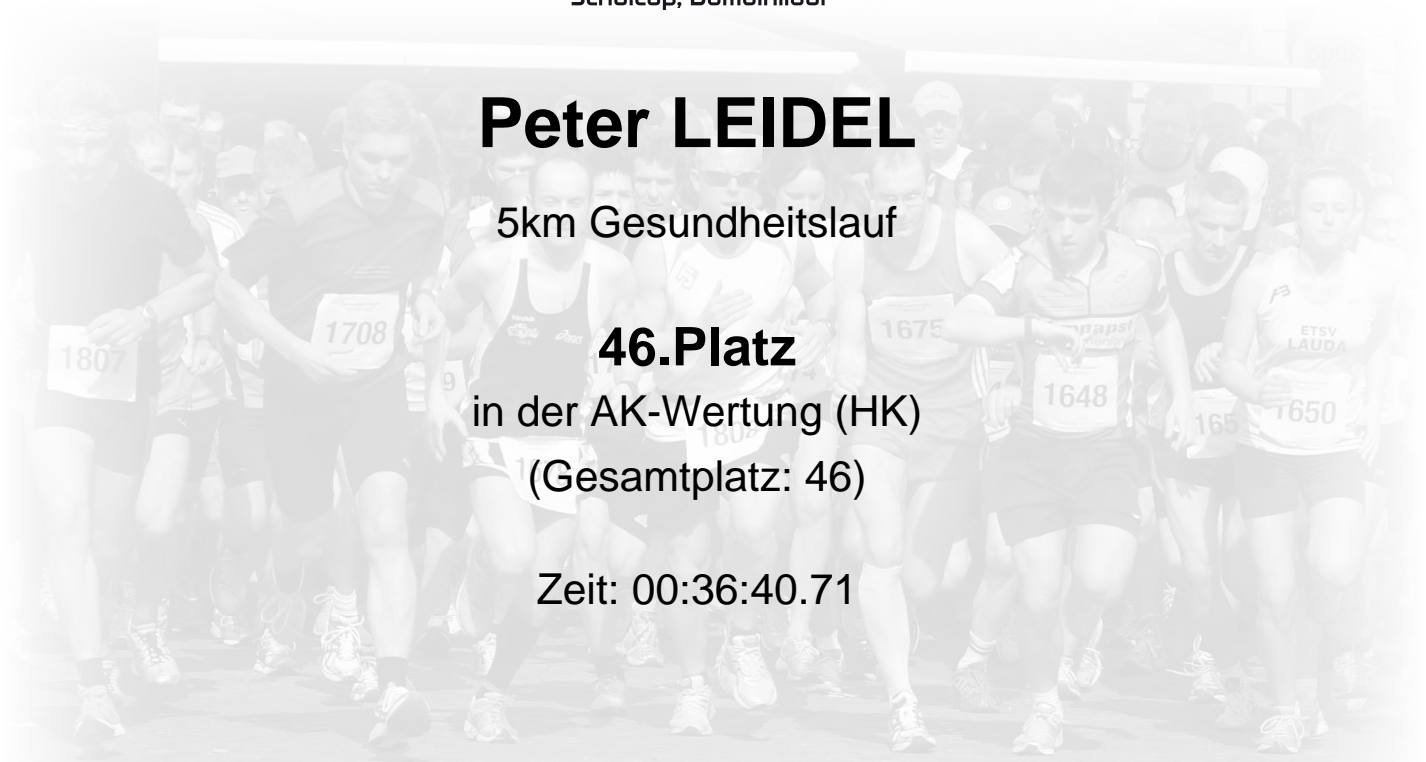 Peter LEIDEL
5km Gesundheitslauf
46.Platz
in der AK-Wertung (HK)
(Gesamtplatz: 46)
Zeit: 00:36:40.71
1807
1708
1675
1648
1650
ETSV
LAUDA